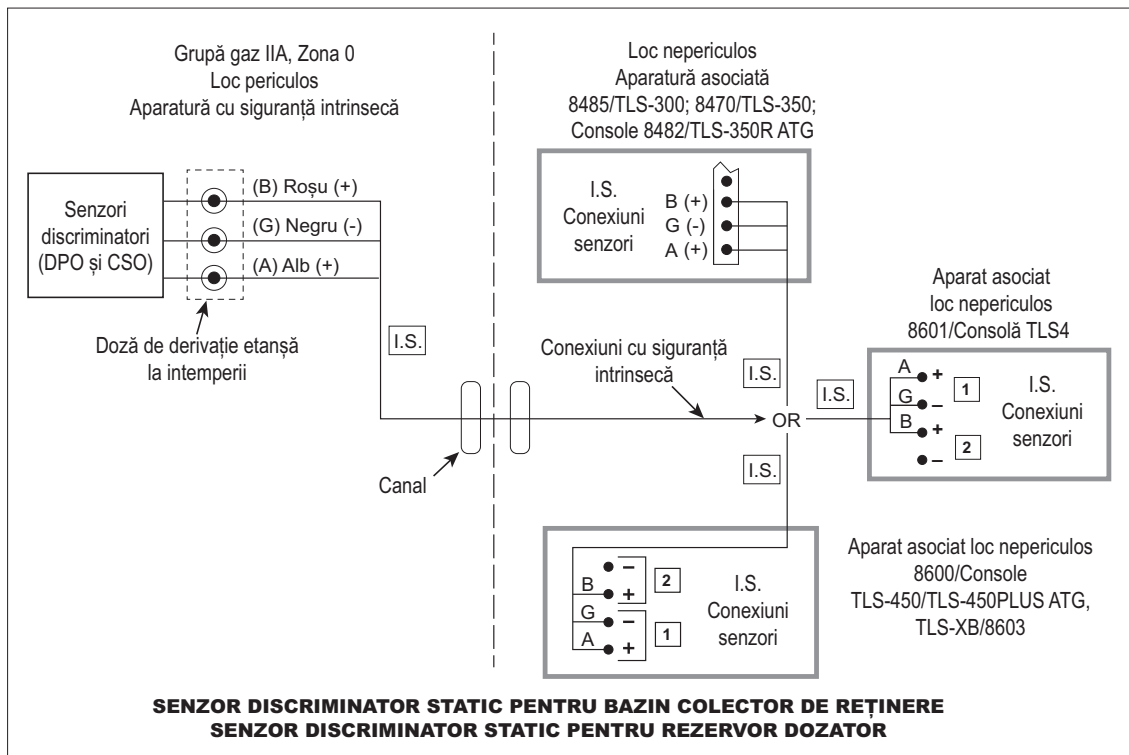 Grupă gaz IIA, Zona 0
Loc periculos
Aparatură cu siguranță intrinsecă
Loc nepericulos
Aparatură asociată
8485/TLS-300; 8470/TLS-350;
Console 8482/TLS-350R ATG
Senzori
discriminatori
(DPO și CSO)
(B) Roșu (+)
(G) Negru (-)
(A) Alb (+)
Doză de derivație etanșă
la intemperii
I.S.
Canal
I.S.
Conexiuni
senzori
B (+)
G (-)
A (+)
Conexiuni cu siguranță
intrinsecă
I.S.
OR
I.S.
I.S.
Aparat asociat
loc nepericulos
8601/Consolă TLS4
A +
G –
B +
–
1
2
I.S.
Conexiuni
senzori
–
B +
G –
A +
2
1
I.S.
Conexiuni
senzori
Aparat asociat loc nepericulos
8600/Console
TLS-450/TLS-450PLUS ATG,
TLS-XB/8603
SENZOR DISCRIMINATOR STATIC PENTRU BAZIN COLECTOR DE REȚINERE
SENZOR DISCRIMINATOR STATIC PENTRU REZERVOR DOZATOR